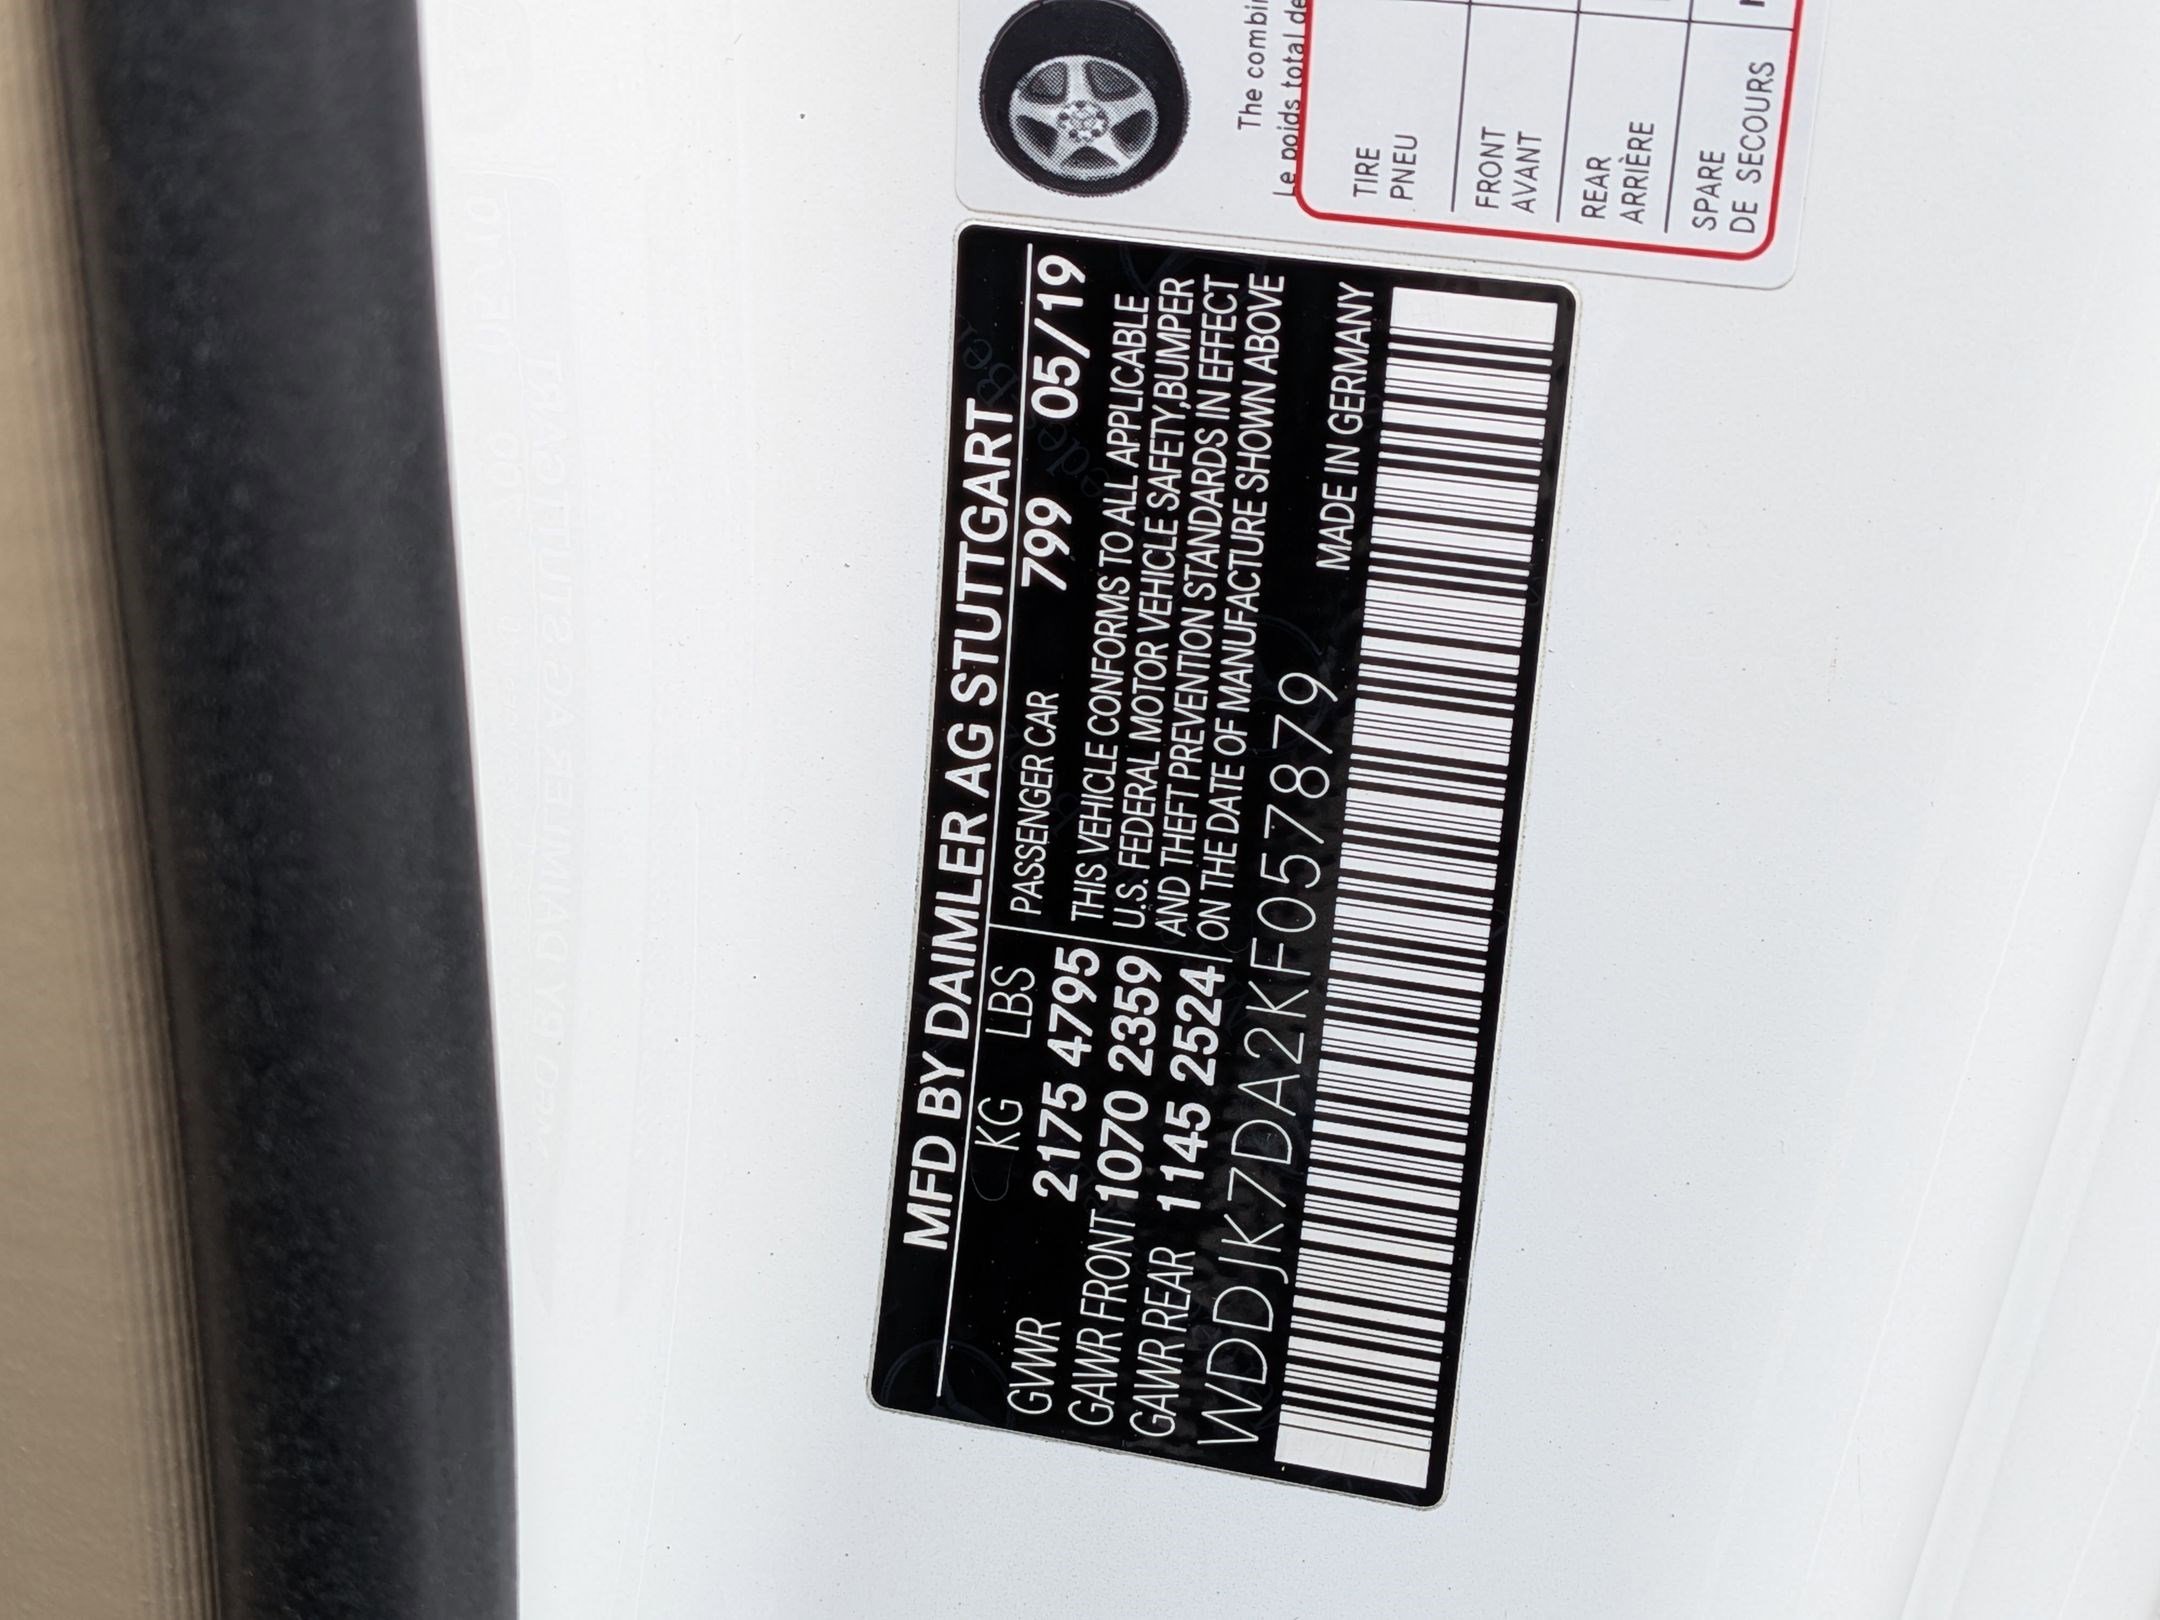 MFD BY DAIMLER AG STUTTGART
KG LBS
PASSENGER CAR 799 05/19
GVWR 2175 4795
GAWR FRONT 1070 2359
GAWR REAR 1145 2524
THIS VEHICLE CONFORMS TO ALL APPLICABLE
U.S. FEDERAL MOTOR VEHICLE SAFETY,BUMPER
AND THEFT PREVENTION STANDARDS IN EFFECT
ON THE DATE OF MANUFACTURE SHOWN ABOVE
WDDJK7DA2KF057879
MADE IN GERMANY
The
Le poids total de
TIRE
PNEU
FRONT
AVANT
REAR
ARRIÈRE
SPARE
DE SECOURS